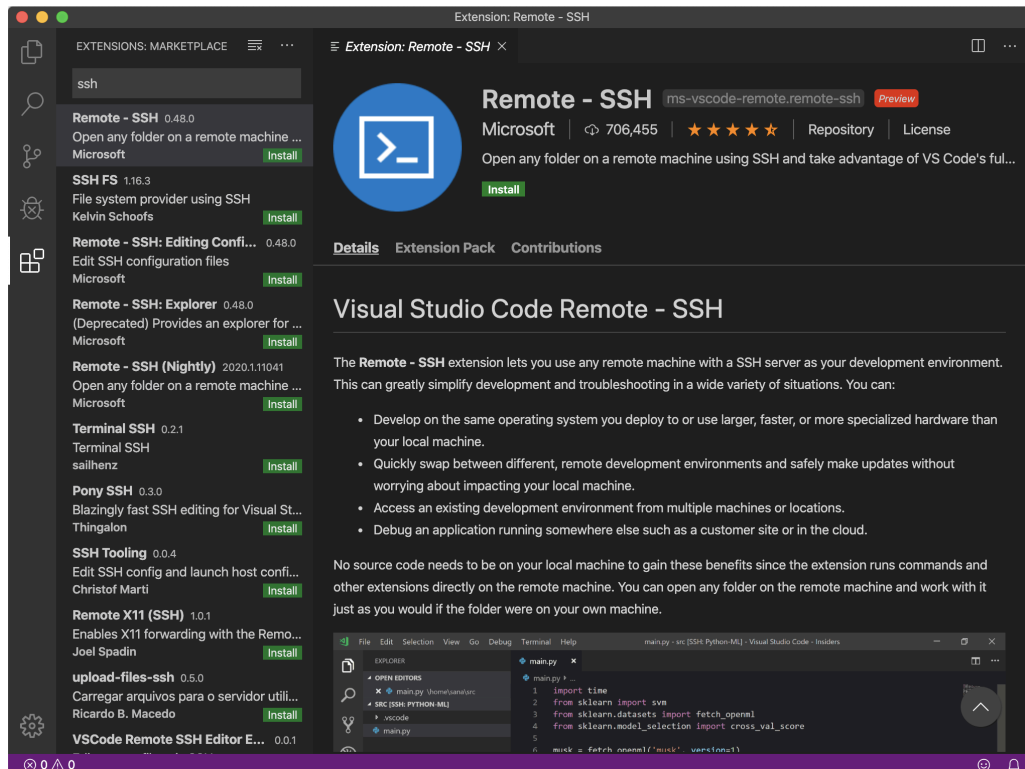 Extension: Remote - SSH
EXTENSIONS: MARKETPLACE
ssh
Remote - SSH 0.48.0
Open any folder on a remote machine ...
Microsoft Install
SSH FS 1.16.3
File system provider using SSH
Kelvin Schoofs Install
Remote - SSH: Editing Confi... 0.48.0
Edit SSH configuration files
Microsoft Install
Remote - SSH: Explorer 0.48.0
(Deprecated) Provides an explorer for ...
Microsoft Install
Remote - SSH (Nightly) 2020.1.11041
Open any folder on a remote machine ...
Microsoft Install
Terminal SSH 0.2.1
Terminal SSH
sailhenz Install
Pony SSH 0.3.0
Blazingly fast SSH editing for Visual St...
Thingalon Install
SSH Tooling 0.0.4
Edit SSH config and launch host confi...
Christof Marti Install
Remote X11 (SSH) 1.0.1
Enables X11 forwarding with the Remo...
Joel Spadin Install
upload-files-ssh 0.5.0
Carregar arquivos para o servidor utili...
Ricardo B. Macedo Install
VSCode Remote SSH Editor E... 0.0.1
Extension: Remote - SSH
Remote - SSH ms-vscode-remote.remote-ssh Preview
Microsoft 706,455 Repository License
Open any folder on a remote machine using SSH and take advantage of VS Code's ful...
Install
Details Extension Pack Contributions
Visual Studio Code Remote - SSH
The Remote - SSH extension lets you use any remote machine with a SSH server as your development environment.
This can greatly simplify development and troubleshooting in a wide variety of situations. You can:
• Develop on the same operating system you deploy to or use larger, faster, or more specialized hardware than
your local machine.
• Quickly swap between different, remote development environments and safely make updates without
worrying about impacting your local machine.
• Access an existing development environment from multiple machines or locations.
• Debug an application running somewhere else such as a customer site or in the cloud.
No source code needs to be on your local machine to gain these benefits since the extension runs commands and
other extensions directly on the remote machine. You can open any folder on the remote machine and work with it
just as you would if the folder were on your own machine.
File Edit Selection View Go Debug Terminal Help main.py - src [SSH: Python-ML] - Visual Studio Code - Insiders
EXPLORER
OPEN EDITORS
main.py \home\sana\src
SRC [SSH: PYTHON-ML]
.vscode
main.py
main.py
main.py ...
1 import time
2 from sklearn import svm
3 from sklearn.datasets import fetch_openml
4 from sklearn.model_selection import cross_val_score
5
6 musk = fetch_openml('musk', version=1)
0 0